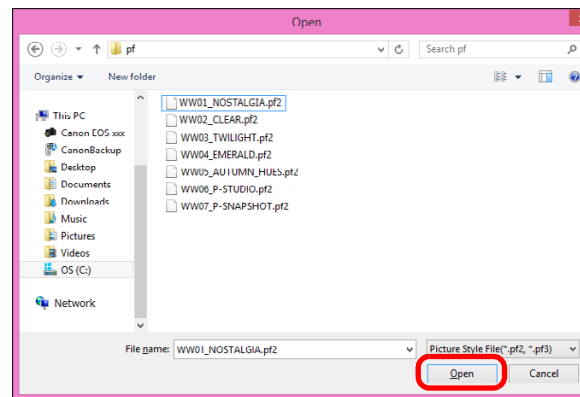 Open
pf
Search pf
Organize
New folder
This PC
Canon EOS xxx
CanonBackup
Desktop
Documents
Downloads
Music
Pictures
Videos
OS (C:)
Network
WW01_NOSTALGIA.pf2
WW02_CLEAR.pf2
WW03_TWILIGHT.pf2
WW04_EMERALD.pf2
WW05_AUTUMN_HUES.pf2
WW06_P-STUDIO.pf2
WW07_P-SNAPSHOT.pf2
File name: WW01_NOSTALGIA.pf2
Picture Style File(*.pf2, *.pf3)
Open
Cancel